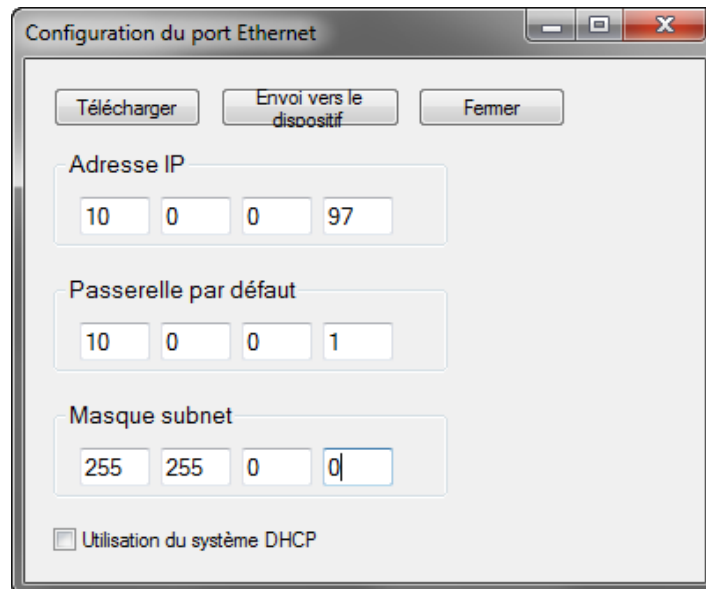 Configuration du port Ethernet
Télécharger
Envoi vers le
dispositif
Fermer
Adresse IP
10 0 0 97
Passerelle par défaut
10 0 0 1
Masque subnet
255 255 0 0
Utilisation du système DHCP